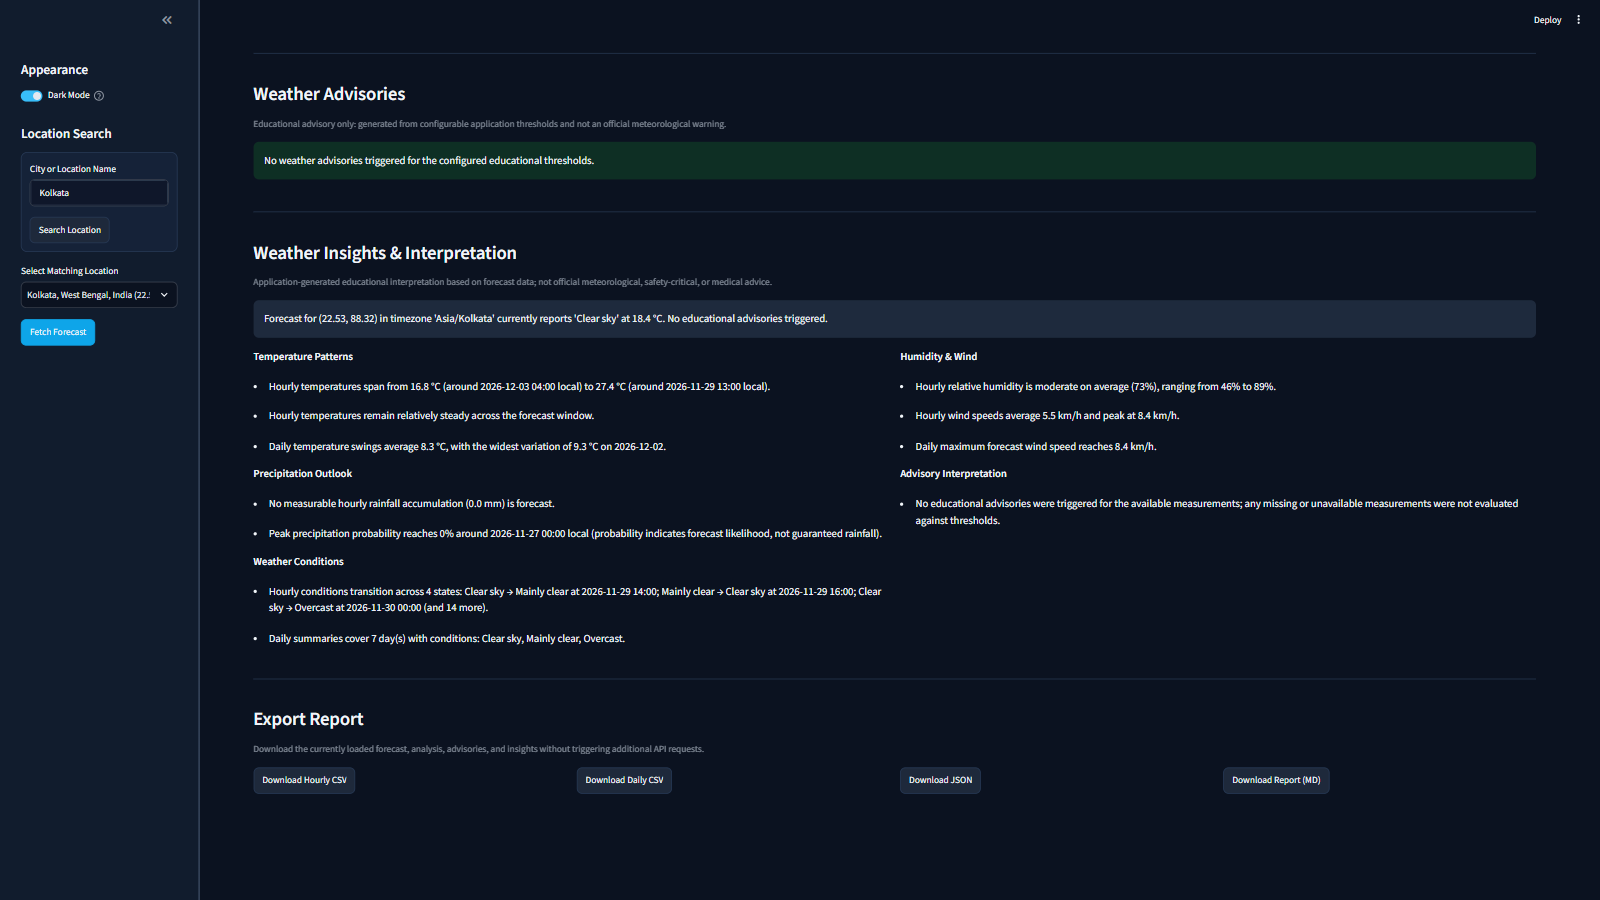 Deploy
Appearance
Dark Mode
Location Search
City or Location Name
Kolkata
Search Location
Select Matching Location
Kolkata, West Bengal, India (22.
Fetch Forecast
Weather Advisories
Educational advisory only: generated from configurable application thresholds and not an official meteorological warning.
No weather advisories triggered for the configured educational thresholds.
Weather Insights & Interpretation
Application-generated educational interpretation based on forecast data; not official meteorological, safety-critical, or medical advice.
Forecast for (22.53, 88.32) in timezone 'Asia/Kolkata' currently reports 'Clear sky' at 18.4 °C. No educational advisories triggered.
Temperature Patterns
• Hourly temperatures span from 16.8 °C (around 2026-12-03 04:00 local) to 27.4 °C (around 2026-11-29 13:00 local).
• Hourly temperatures remain relatively steady across the forecast window.
• Daily temperature swings average 8.3 °C, with the widest variation of 9.3 °C on 2026-12-02.
Precipitation Outlook
• No measurable hourly rainfall accumulation (0.0 mm) is forecast.
• Peak precipitation probability reaches 0% around 2026-11-27 00:00 local (probability indicates forecast likelihood, not guaranteed rainfall).
Weather Conditions
• Hourly conditions transition across 4 states: Clear sky → Mainly clear at 2026-11-29 14:00; Mainly clear → Clear sky at 2026-11-29 16:00; Clear
sky → Overcast at 2026-11-30 00:00 (and 14 more).
• Daily summaries cover 7 day(s) with conditions: Clear sky, Mainly clear, Overcast.
Humidity & Wind
• Hourly relative humidity is moderate on average (73%), ranging from 46% to 89%.
• Hourly wind speeds average 5.5 km/h and peak at 8.4 km/h.
• Daily maximum forecast wind speed reaches 8.4 km/h.
Advisory Interpretation
• No educational advisories were triggered for the available measurements; any missing or unavailable measurements were not evaluated
against thresholds.
Export Report
Download the currently loaded forecast, analysis, advisories, and insights without triggering additional API requests.
Download Hourly CSV
Download Daily CSV
Download JSON
Download Report (MD)